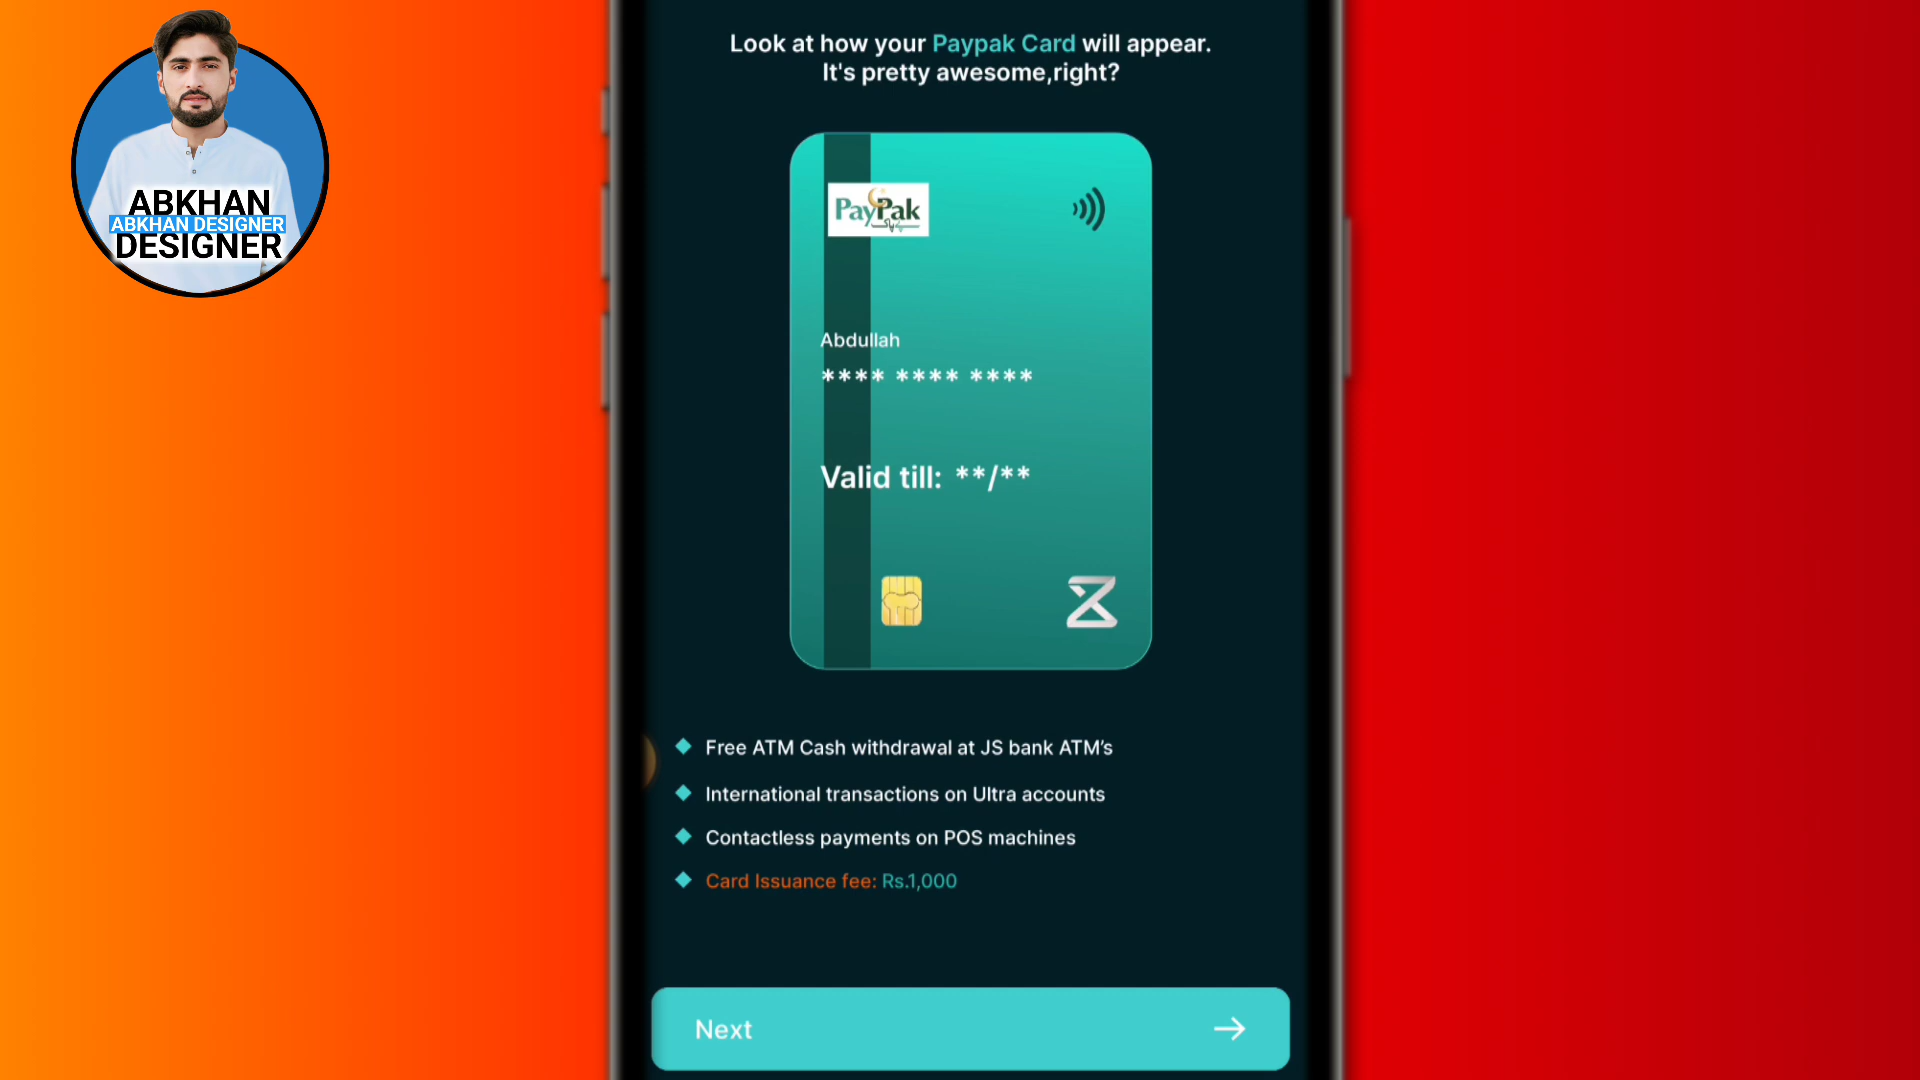 ABKHAN
ABKHAN DESIGNER
DESIGNER
Look at how your Paypak Card will appear.
It's pretty awesome,right?
PayPak
Abdullah
**** **** ****
Valid till: **/**
Free ATM Cash withdrawal at JS bank ATM’s
International transactions on Ultra accounts
Contactless payments on POS machines
Card Issuance fee: Rs.1,000
Next